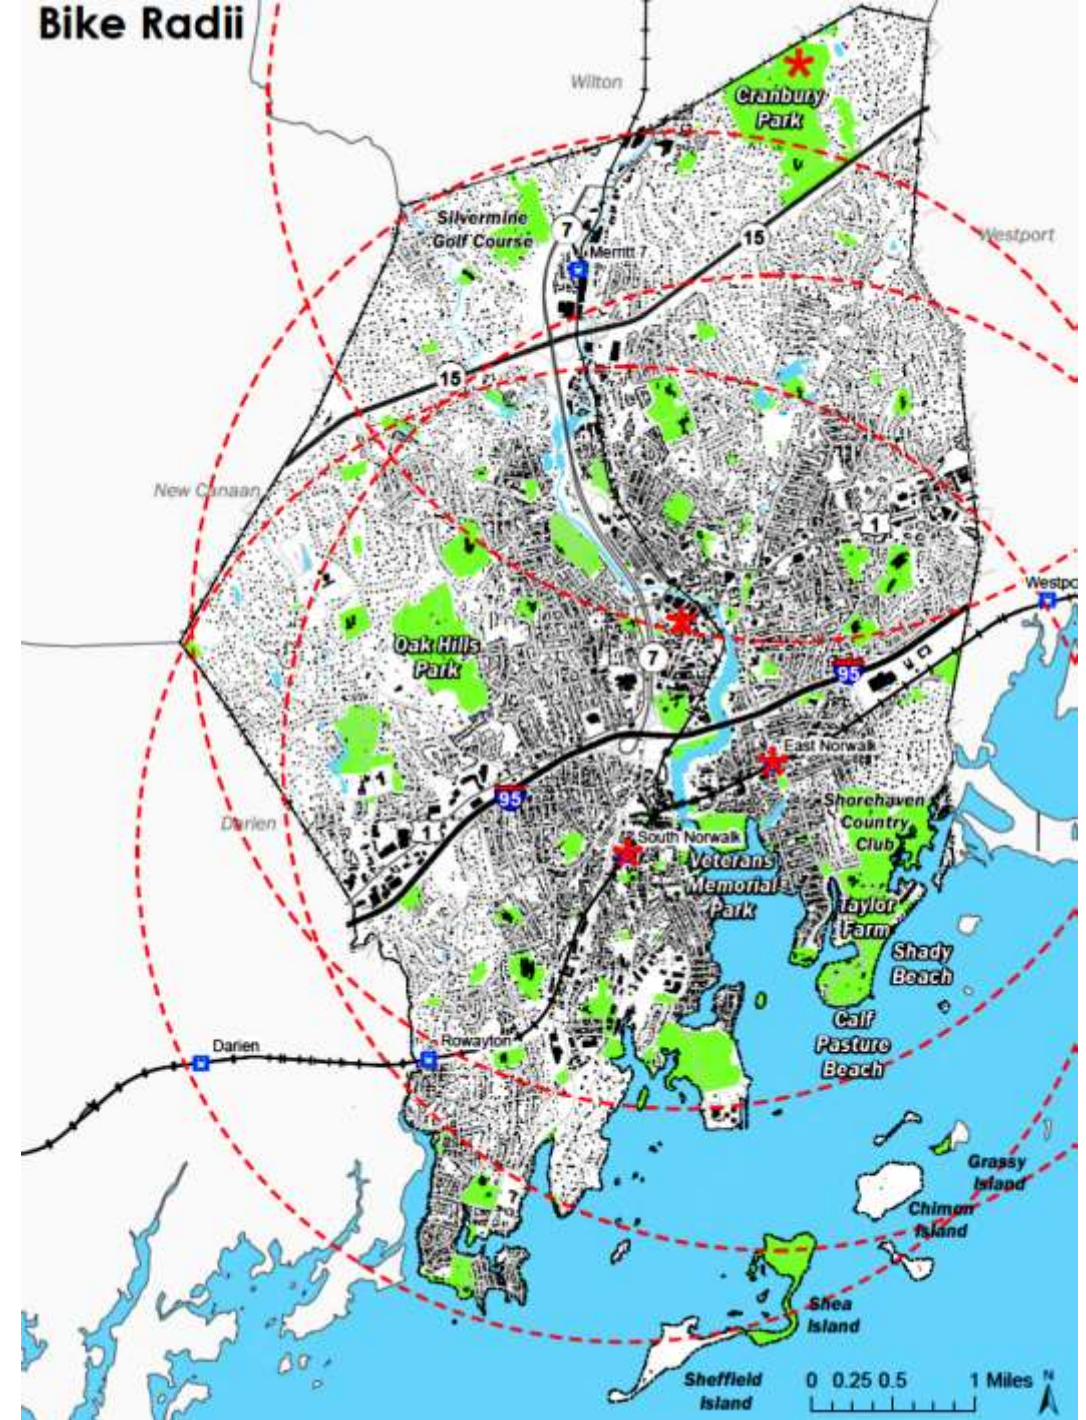 Bike Radii
Wilton
Cranbury
Park
Silvermine
Golf Course
7
15
Westport
Merritt 7
15
New Canaan
1
Westpo
Oak Hills
Park
7
95
East Norwalk
1
95
Shorehaven
Country
Club
Darien
1
South Norwalk
Veterans
Memorial
Park
Taylor
Farm
Shady
Beach
Calf
Pasture
Beach
Darien
Rowayton
Grassy
Island
Chimon
Island
Shea
Island
Sheffield
Island
0 0.25 0.5 1 Miles
N